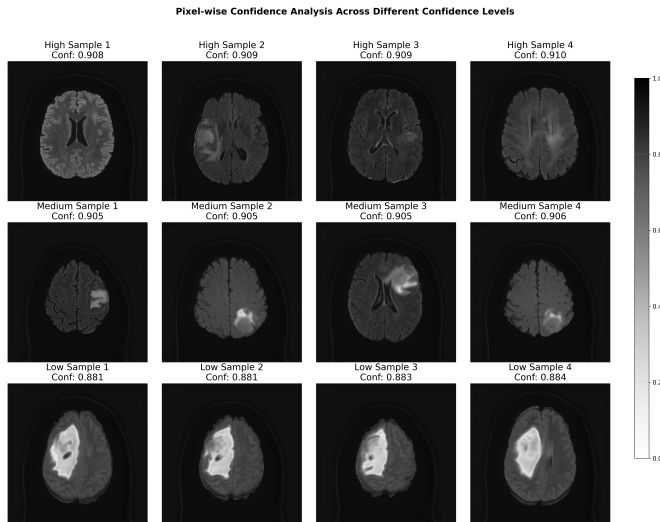 Pixel-wise Confidence Analysis Across Different Confidence Levels
High Sample 1
Conf: 0.908
High Sample 2
Conf: 0.909
High Sample 3
Conf: 0.909
High Sample 4
Conf: 0.910
Medium Sample 1
Conf: 0.905
Medium Sample 2
Conf: 0.905
Medium Sample 3
Conf: 0.905
Medium Sample 4
Conf: 0.906
Low Sample 1
Conf: 0.881
Low Sample 2
Conf: 0.881
Low Sample 3
Conf: 0.883
Low Sample 4
Conf: 0.884